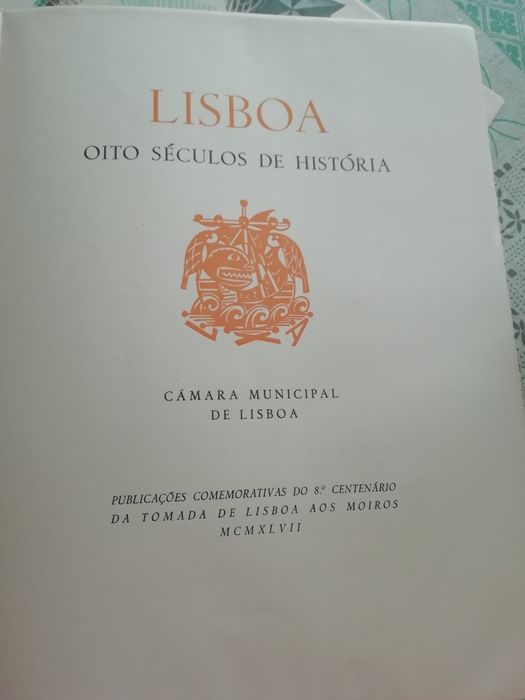 LISBOA
OITO SÉCULOS DE HISTÓRIA
LXA
CÂMARA MUNICIPAL
DE LISBOA
PUBLICAÇÕES COMEMORATIVAS DO 8.º CENTENÁRIO
DA TOMADA DE LISBOA AOS MOIROS
MCMXLVII